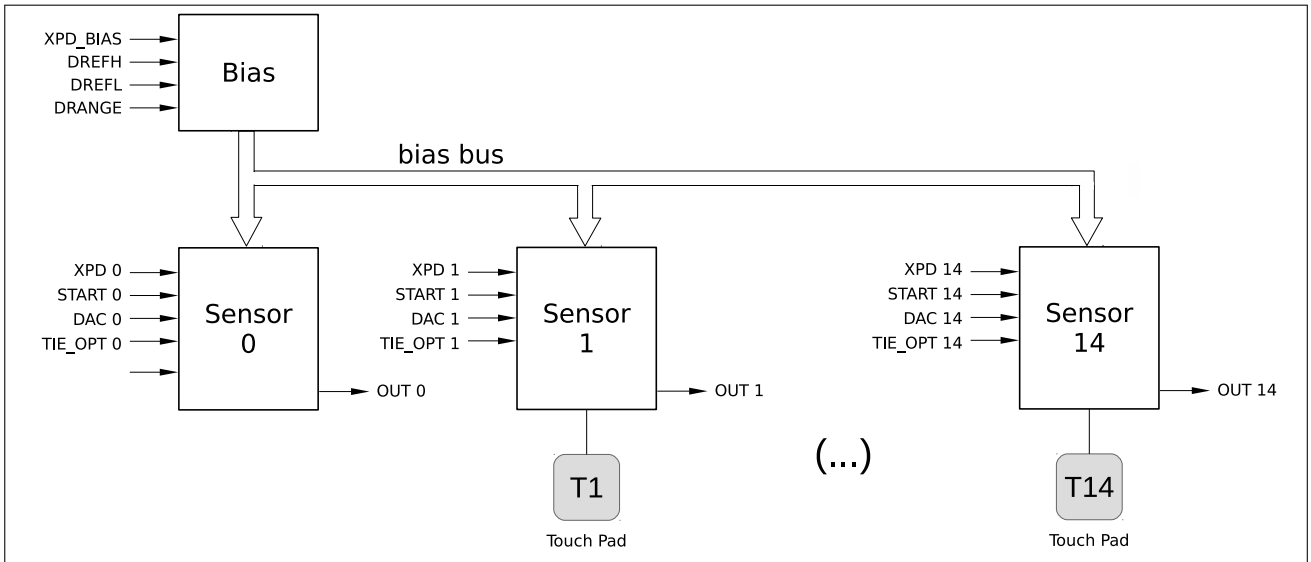 XPD_BIAS
DREFH
DREFL
DRANGE
Bias
bias bus
XPD 0
START 0
DAC 0
TIE_OPT 0
Sensor
0
OUT 0
XPD 1
START 1
DAC 1
TIE_OPT 1
Sensor
1
OUT 1
XPD 14
START 14
DAC 14
TIE_OPT 14
Sensor
14
OUT 14
(...)
T1
Touch Pad
T14
Touch Pad